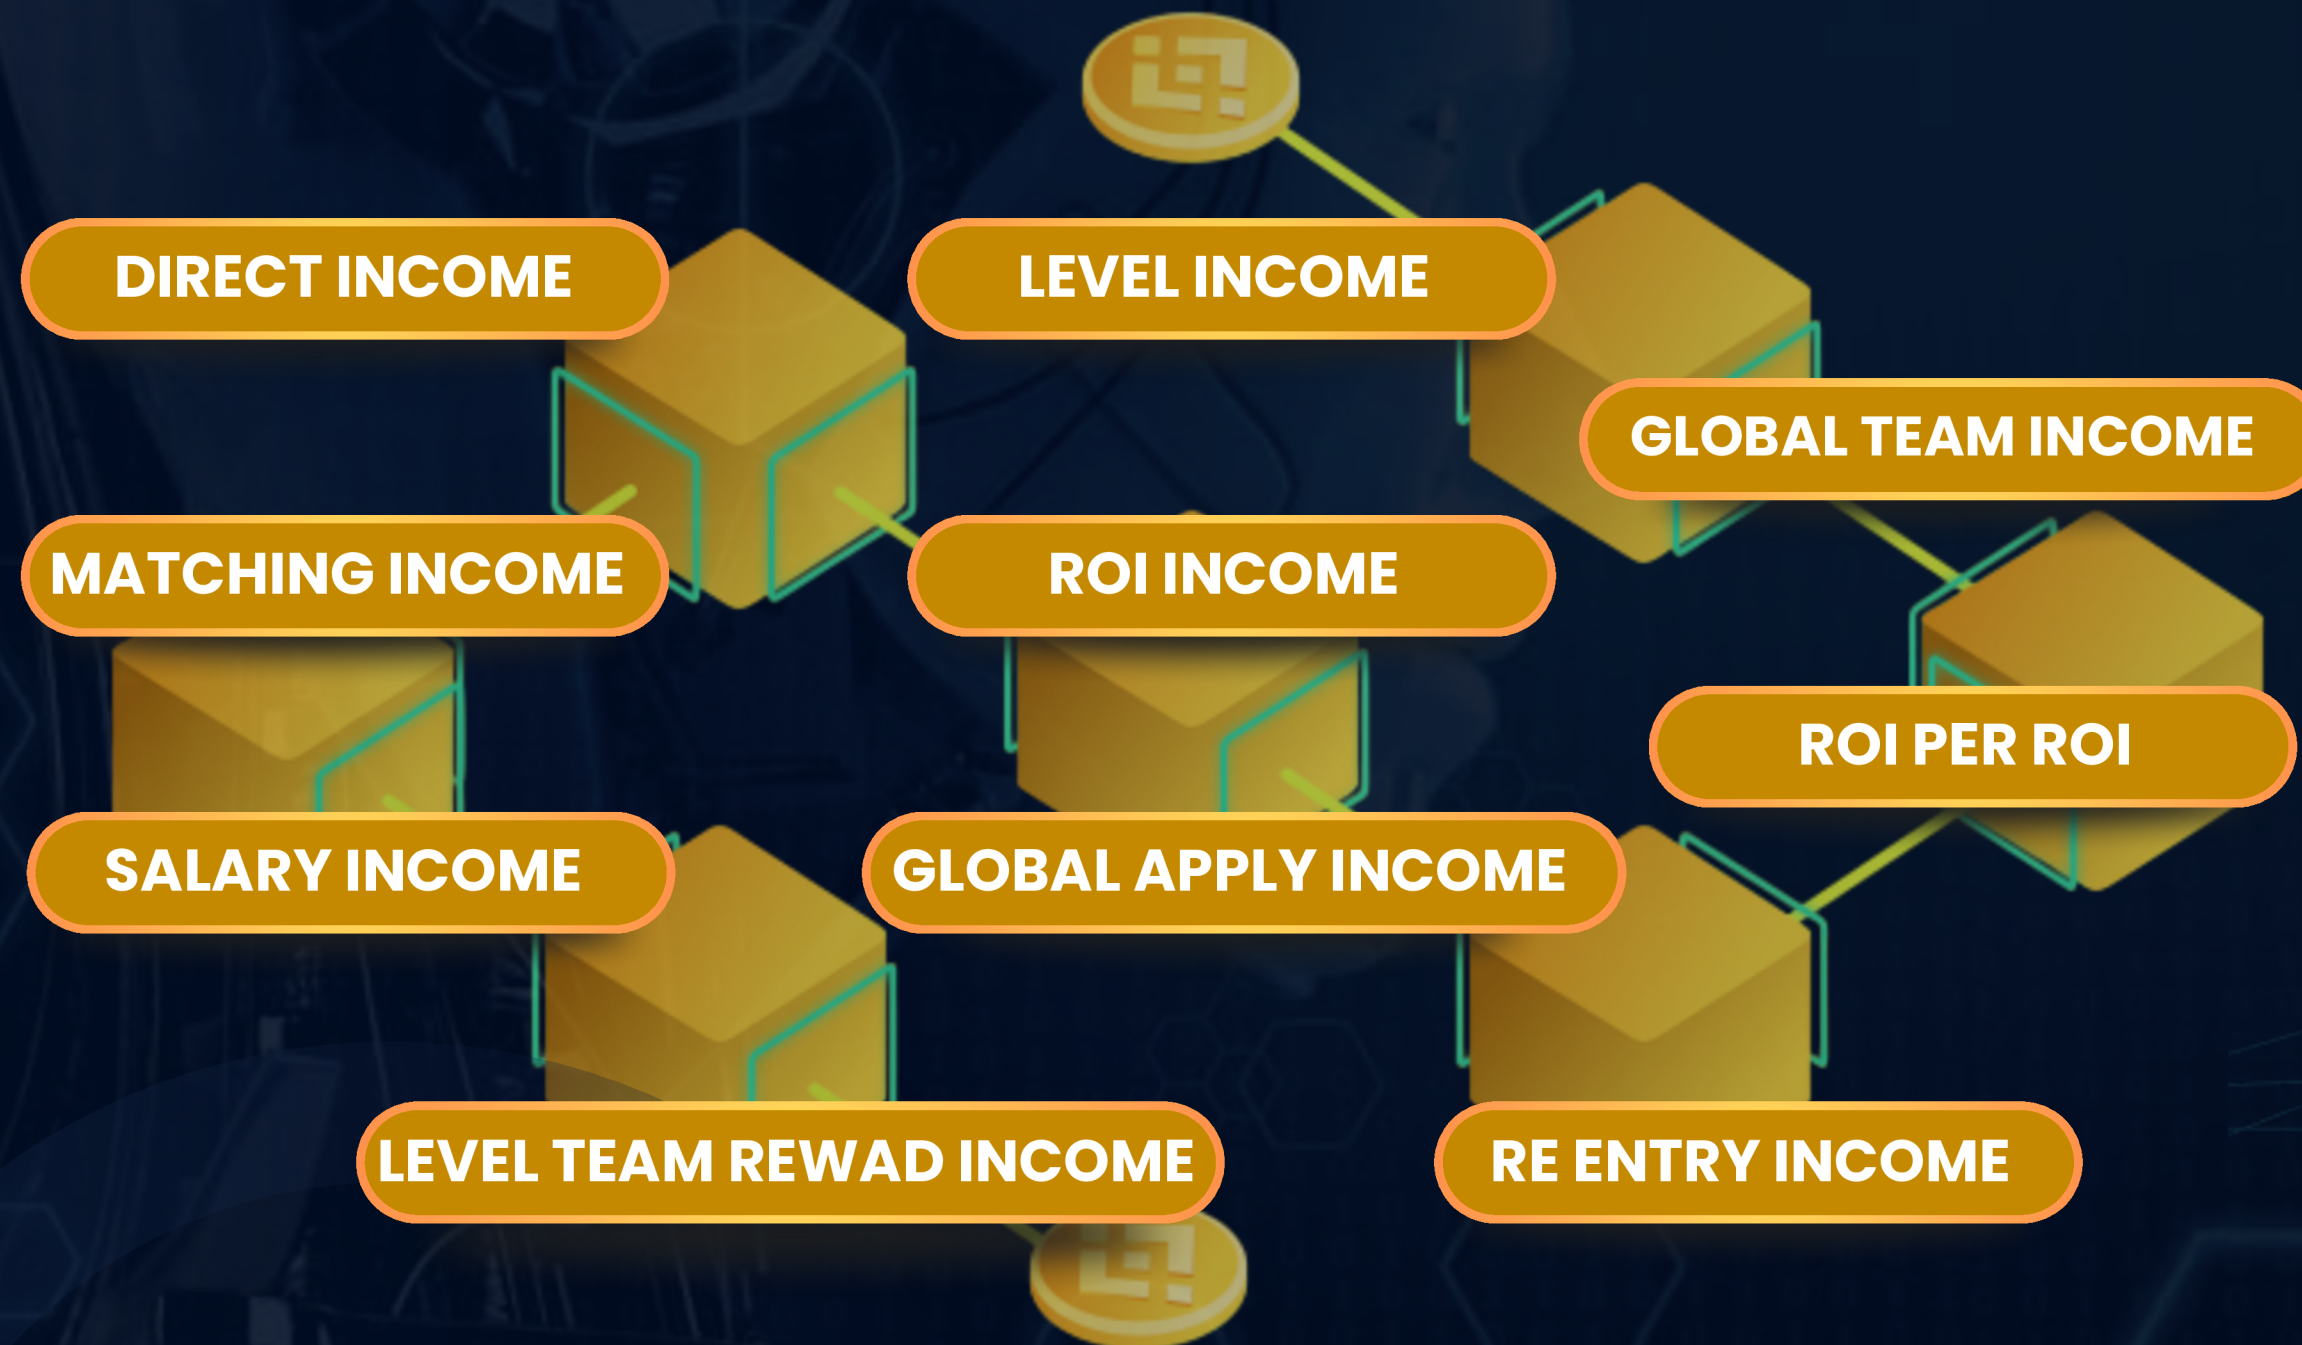 DIRECT INCOME
LEVEL INCOME
GLOBAL TEAM INCOME
MATCHING INCOME
ROI INCOME
ROI PER ROI
SALARY INCOME
GLOBAL APPLY INCOME
LEVEL TEAM REWAD INCOME
RE ENTRY INCOME